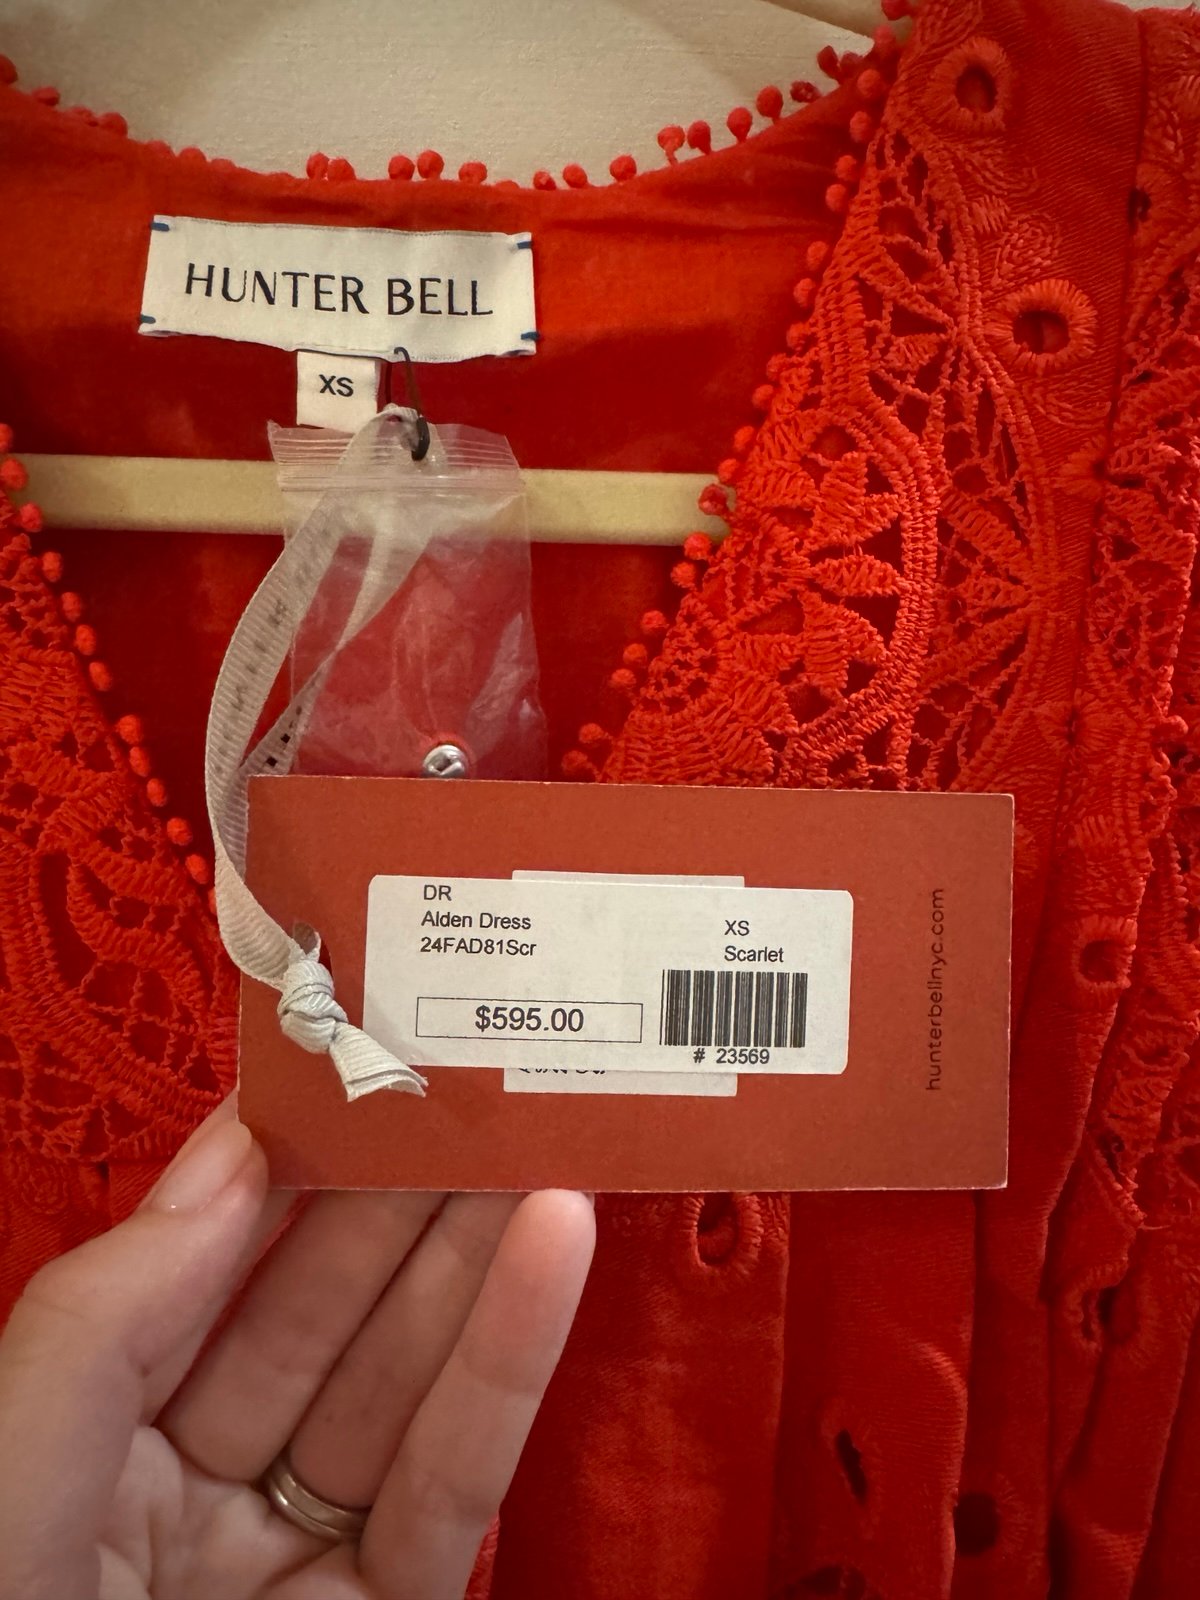 HUNTER BELL
XS
DR
Alden Dress
24FAD81Scr
XS
Scarlet
$595.00
# 23569
hunterbellnyc.com